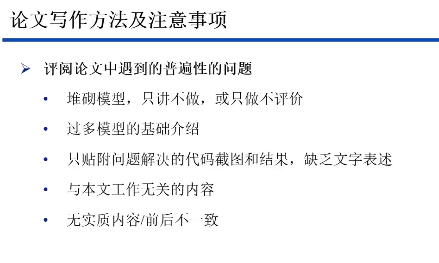 论文写作方法及注意事项
➢ 评阅论文中遇到的普遍性的问题
• 堆砌模型，只讲不做，或只做不评价
• 过多模型的基础介绍
• 只贴附问题解决的代码截图和结果，缺乏文字表述
• 与本文工作无关的内容
• 无实质内容/前后不一致